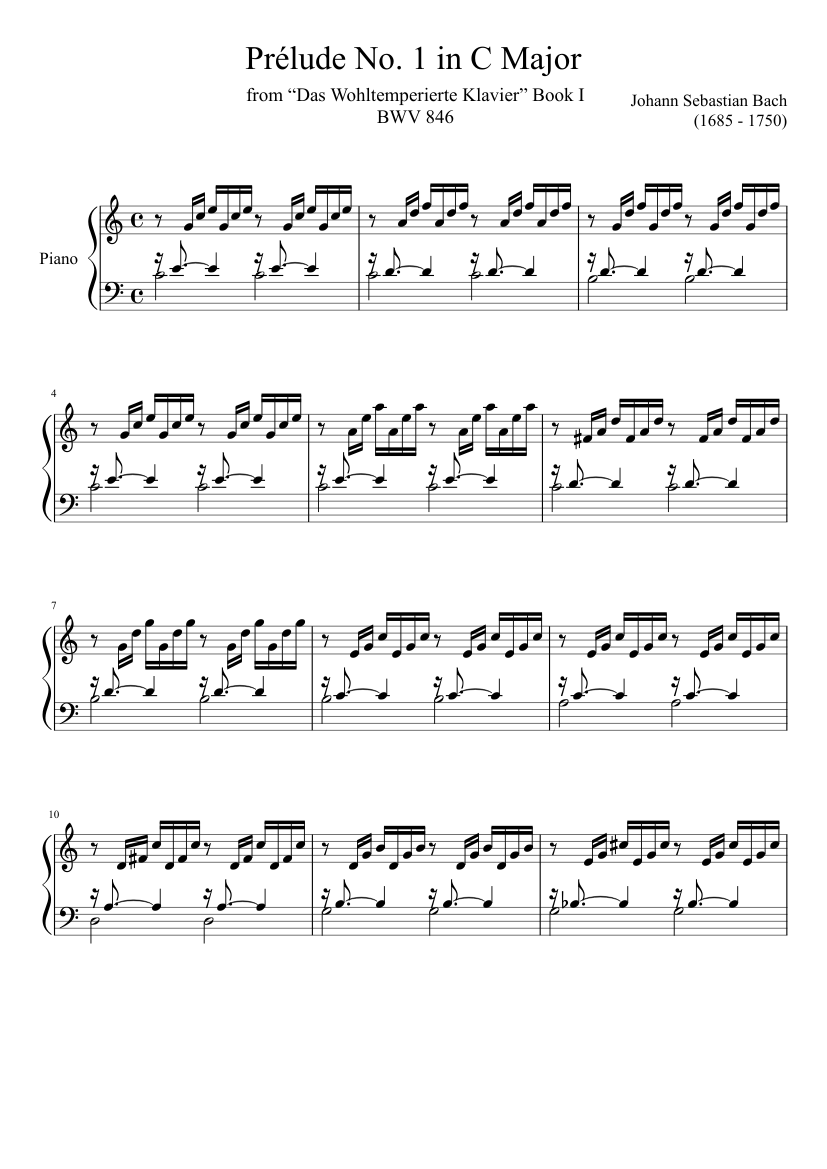 Prélude No. 1 in C Major
from “Das Wohltemperierte Klavier” Book I
BWV 846
Johann Sebastian Bach
(1685 - 1750)
Piano
4
7
10